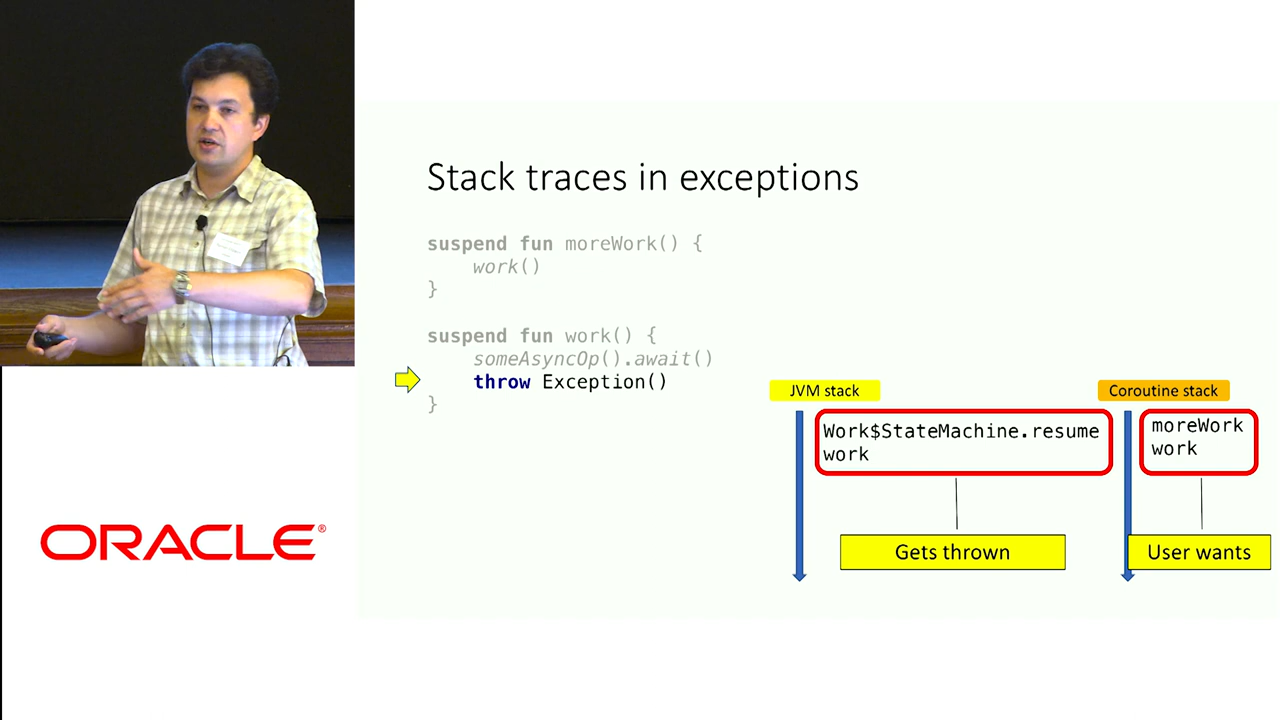 Stack traces in exceptions
suspend fun moreWork() {
work()
}
suspend fun work() {
someAsyncOp().await()
throw Exception()
}
JVM stack
Work$StateMachine.resume
work
Gets thrown
Coroutine stack
moreWork
work
User wants
ORACLE®